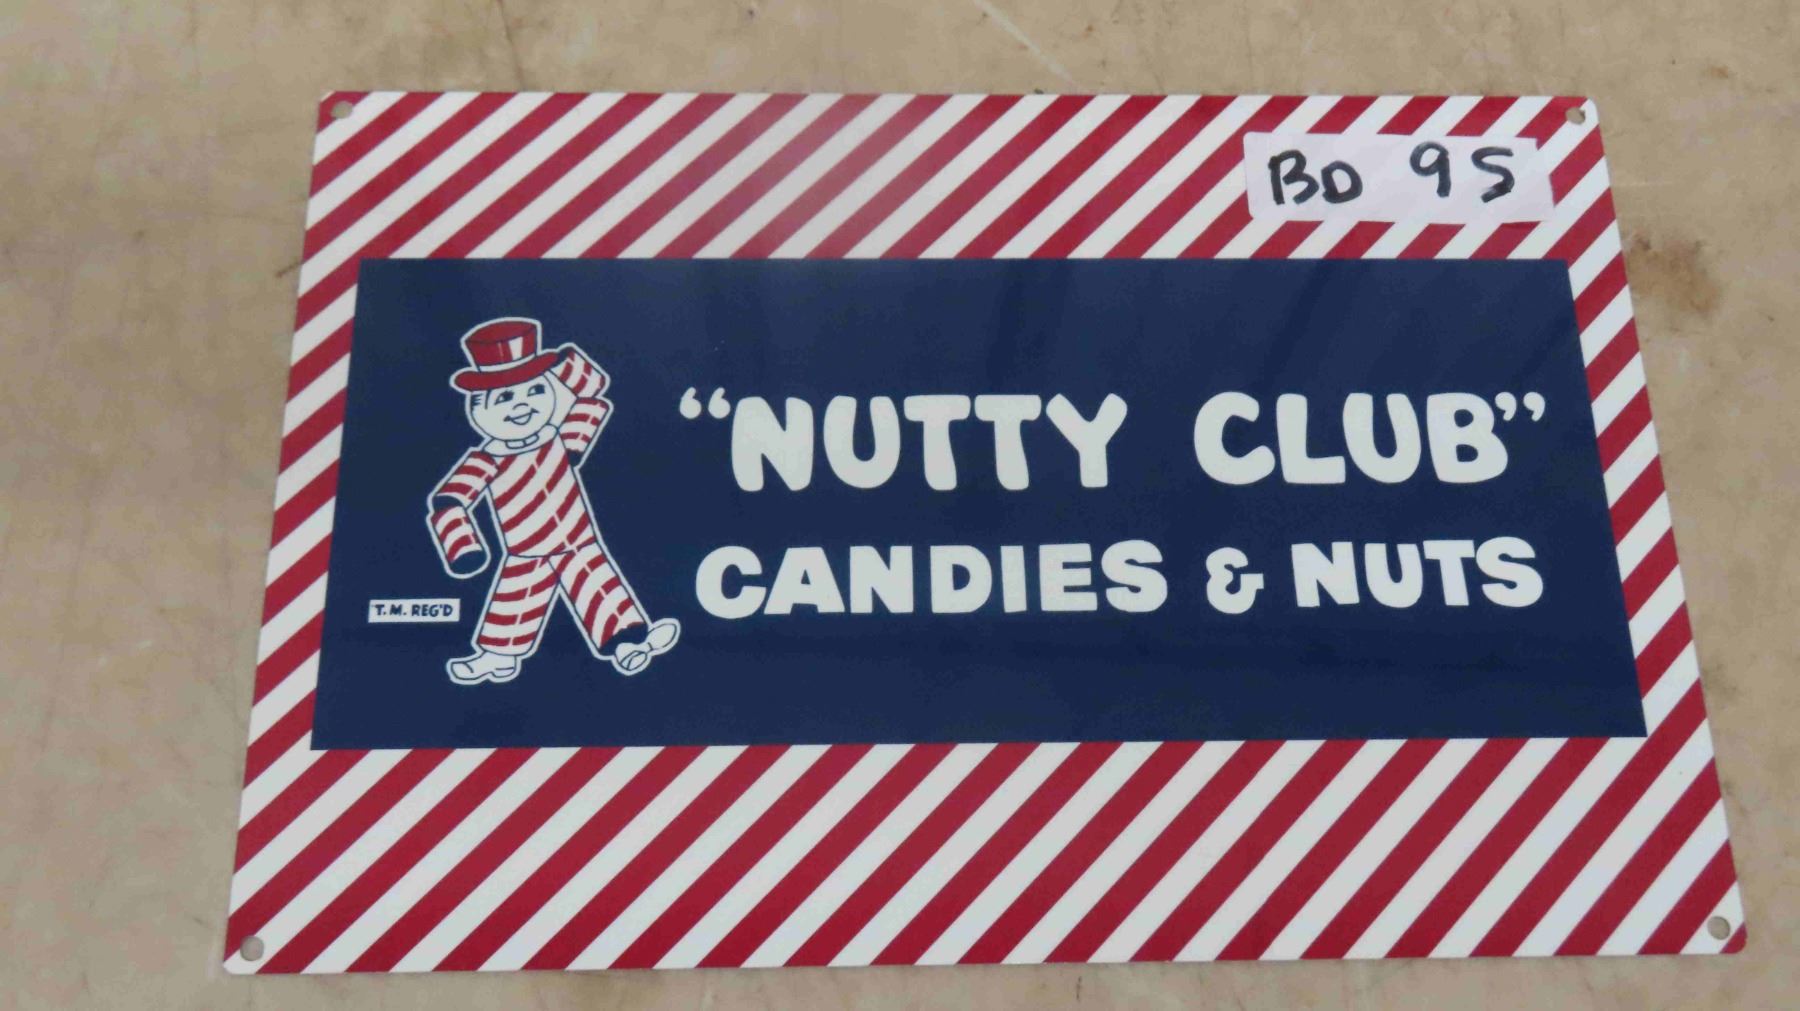 BD 95
"NUTTY CLUB"
CANDIES & NUTS
T.M. REG'D